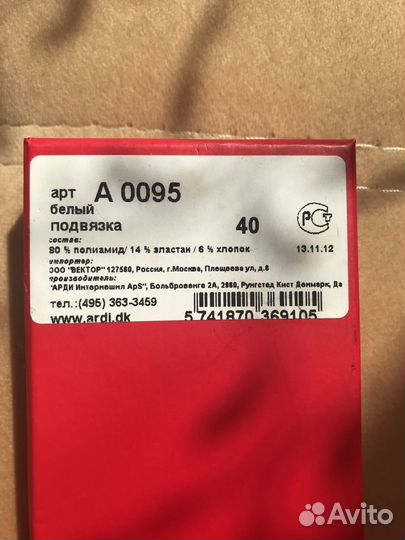 арт A 0095
белый
подвязка 40
состав:
80 % полиамид/ 14 % эластан / 6 % хлопок 13.11.12
импортер:
ООО "ВЕКТОР" 127560, Россия, г.Москва, Плещеева ул, д.8
производитель:
"АРДИ Интернешнл ApS", Больбровенге 2А, 2960, Рунгстед Кист Денмарк, Да
тел.:(495) 363-3459
www.ardi.dk 5 741870 369105
Avito